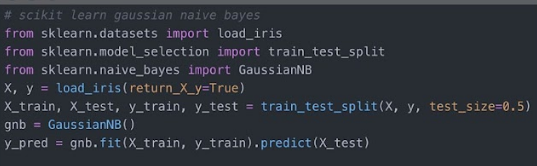 # scikit learn gaussian naive bayes
from sklearn.datasets import load_iris
from sklearn.model_selection import train_test_split
from sklearn.naive_bayes import GaussianNB
X, y = load_iris(return_X_y=True)
X_train, X_test, y_train, y_test = train_test_split(X, y, test_size=0.5)
gnb = GaussianNB()
y_pred = gnb.fit(X_train, y_train).predict(X_test)